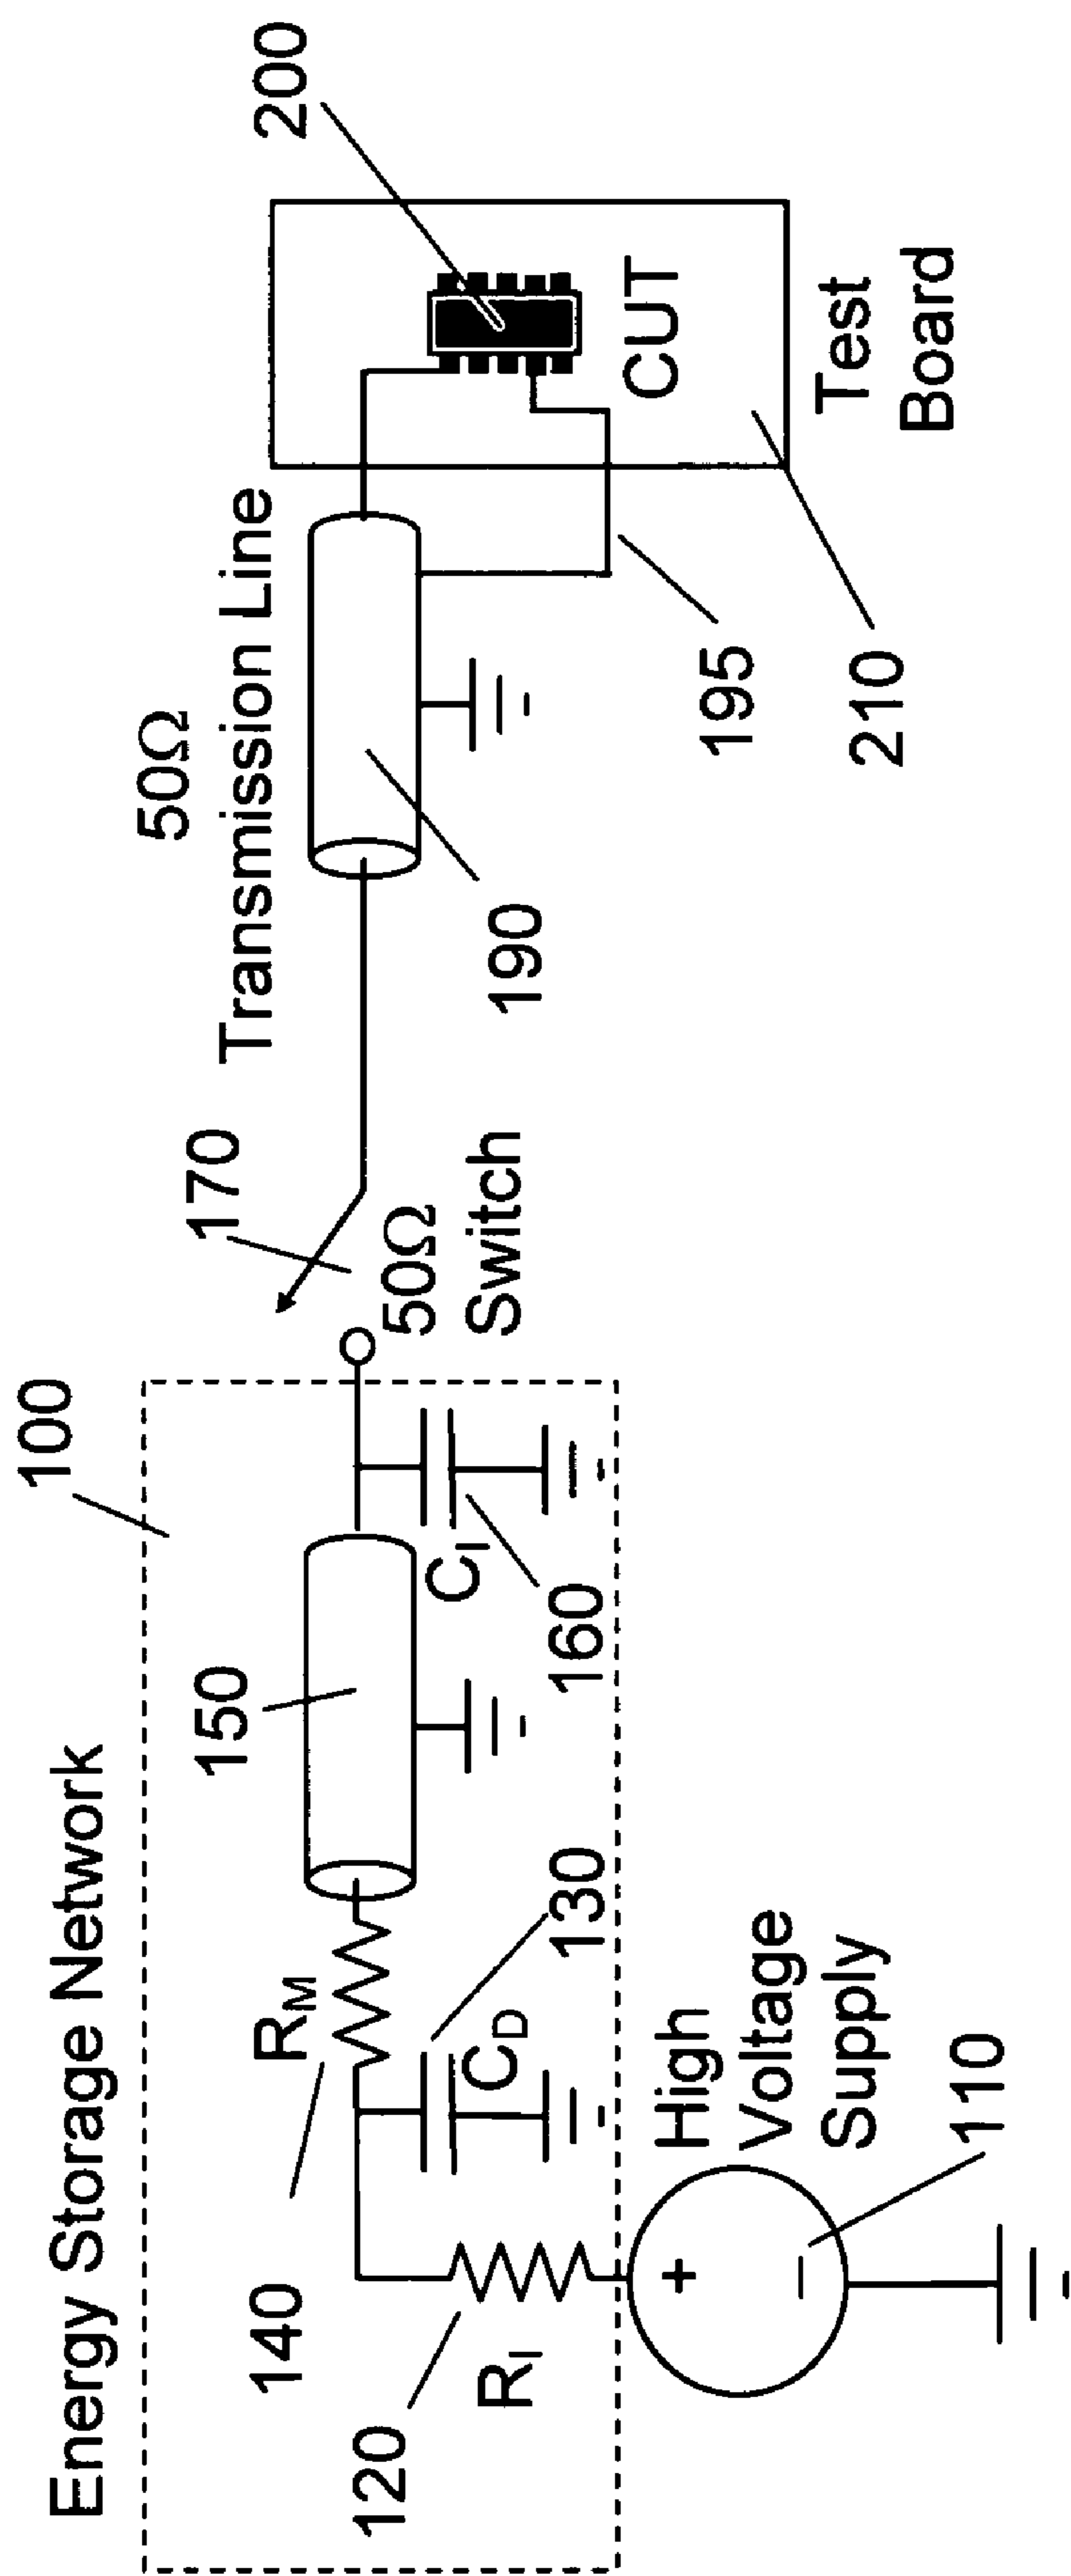 Energy Storage Network
100
170
50Ω
Transmission Line
200
140
R_M
150
50Ω
Switch
190
120
R_I
C_D
130
C_I
160
195
CUT
High
Voltage
Supply
+
−
110
210
Test
Board